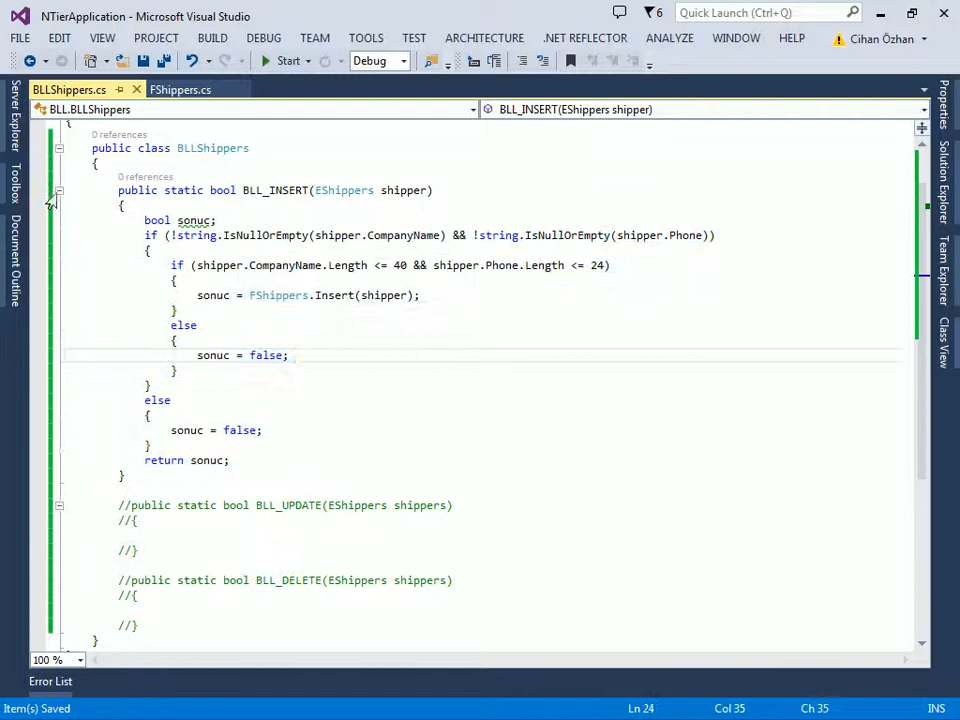 NTierApplication - Microsoft Visual Studio
6
Quick Launch (Ctrl+Q)
FILE EDIT VIEW PROJECT BUILD DEBUG TEAM TOOLS TEST ARCHITECTURE .NET REFLECTOR ANALYZE WINDOW HELP Cihan Özhan
Start Debug
BLLShippers.cs FShippers.cs
BLL.BLLShippers BLL_INSERT(EShippers shipper)
Server Explorer
Toolbox
Document Outline
{
0 references
public class BLLShippers
{
0 references
public static bool BLL_INSERT(EShippers shipper)
{
bool sonuc;
if (!string.IsNullOrEmpty(shipper.CompanyName) && !string.IsNullOrEmpty(shipper.Phone))
{
if (shipper.CompanyName.Length <= 40 && shipper.Phone.Length <= 24)
{
sonuc = FShippers.Insert(shipper);
}
else
{
sonuc = false;
}
}
else
{
sonuc = false;
}
return sonuc;
}
//public static bool BLL_UPDATE(EShippers shippers)
//{
//}
//public static bool BLL_DELETE(EShippers shippers)
//{
//}
}
Properties
Solution Explorer
Team Explorer
Class View
100 %
Error List
Item(s) Saved Ln 24 Col 35 Ch 35 INS